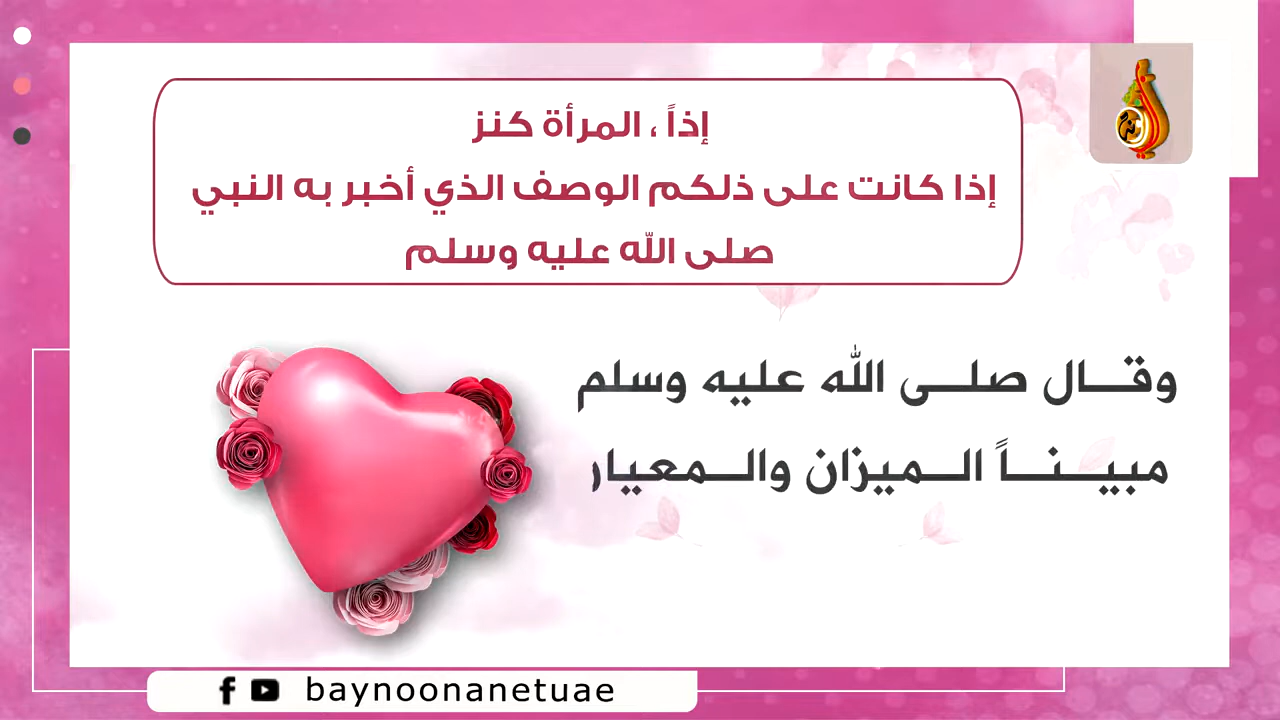 إذاً ، المرأة كنز
إذا كانت على ذلكم الوصف الذي أخبر به النبي
صلى الله عليه وسلم
وقـــال صلـــى الله عليه وسلم
مبيـــنـــاً الـــميزان والـــمعيار
baynoonanetuae